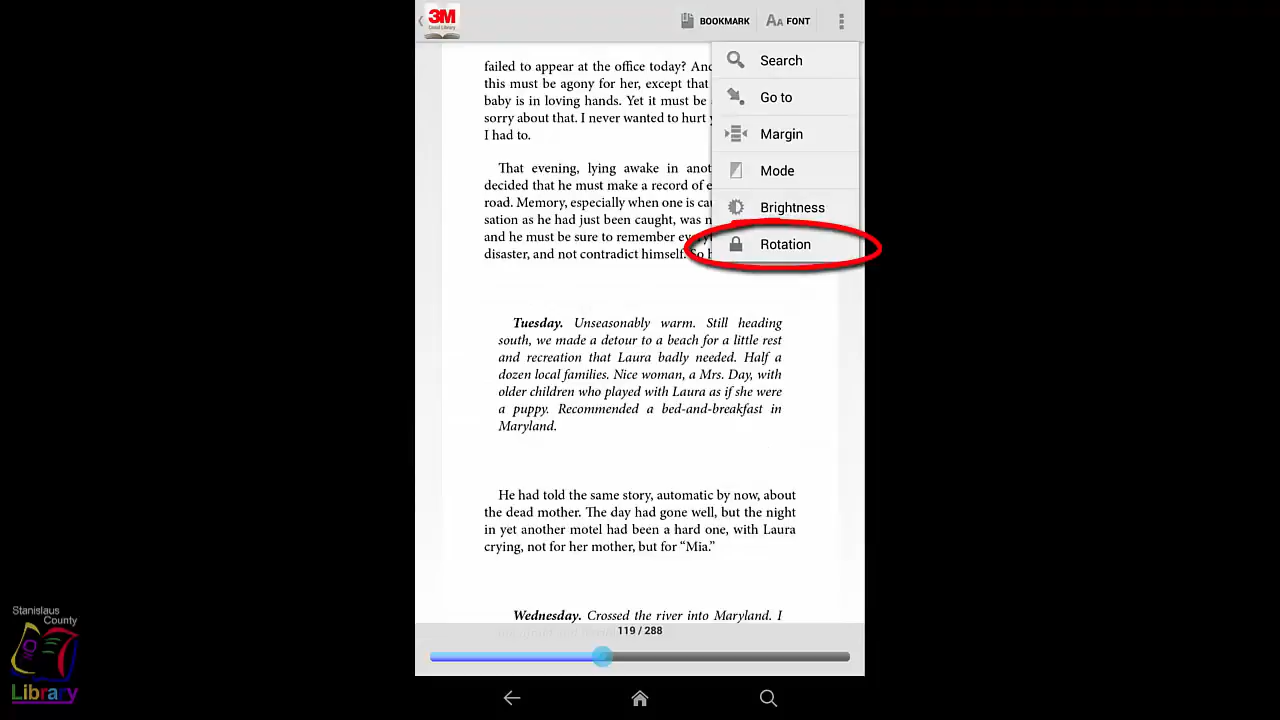 3M
Cloud Library
BOOKMARK
AA FONT
Search
Go to
Margin
Mode
Brightness
Rotation
failed to appear at the office today? And
this must be agony for her, except that
baby is in loving hands. Yet it must be
sorry about that. I never wanted to hurt
I had to.
That evening, lying awake in
decided that he must make a record of
road. Memory, especially when one is
sation as he had just been caught, was
and he must be sure to remember
disaster, and not contradict himself. So
Tuesday. Unseasonably warm. Still heading
south, we made a detour to a beach for a little rest
and recreation that Laura badly needed. Half a
dozen local families. Nice woman, a Mrs. Day, with
older children who played with Laura as if she were
a puppy. Recommended a bed-and-breakfast in
Maryland.
He had told the same story, automatic by now, about
the dead mother. The day had gone well, but the night
in yet another motel had been a hard one, with Laura
crying, not for her mother, but for “Mia.”
Wednesday. Crossed the river into Maryland. I
119 / 288
Stanislaus
County
Library